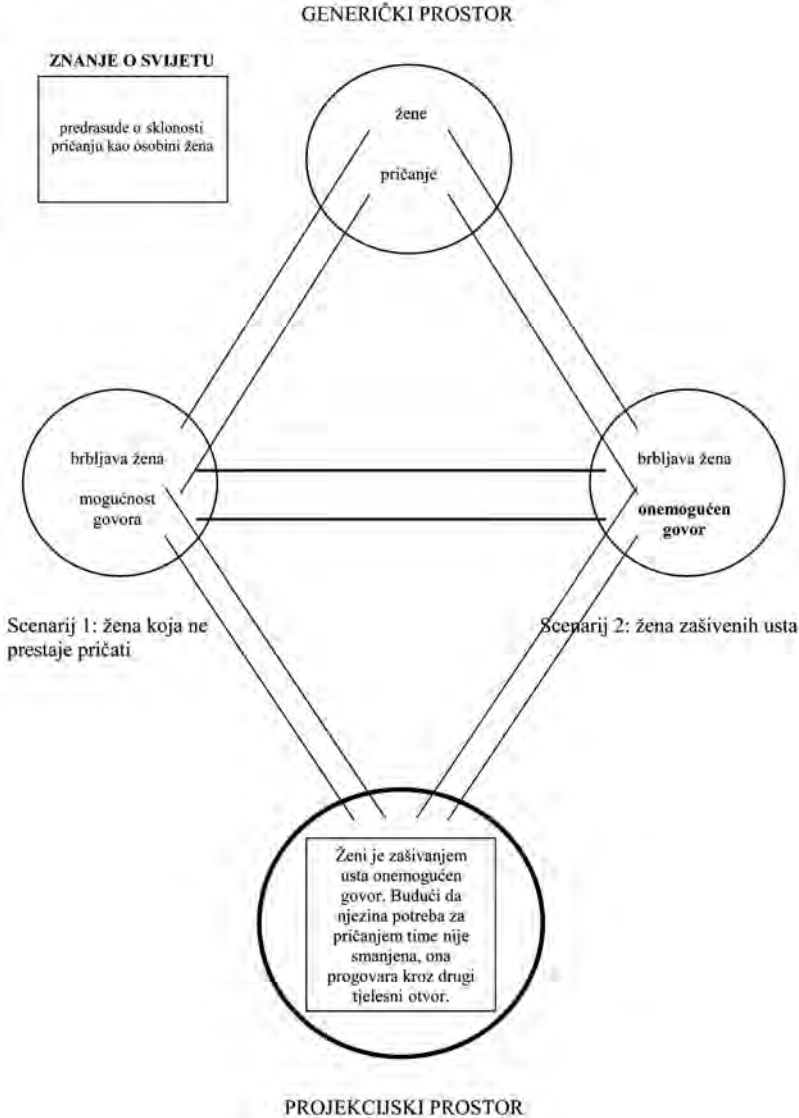 GENERIČKI PROSTOR
ZNANJE O SVIJETU
predrasude o sklonosti
pričanju kao osobini žena
žene
pričanje
brbljava žena
mogućnost
govora
brbljava žena
onemogućen
govor
Scenarij 1: žena koja ne
prestaje pričati
Scenarij 2: žena zašivenih usta
Ženi je zašivanjem
usta onemogućen
govor. Budući da
njezina potreba za
pričanjem time nije
smanjena, ona
progovara kroz drugi
tjelesni otvor.
PROJEKCIJSKI PROSTOR